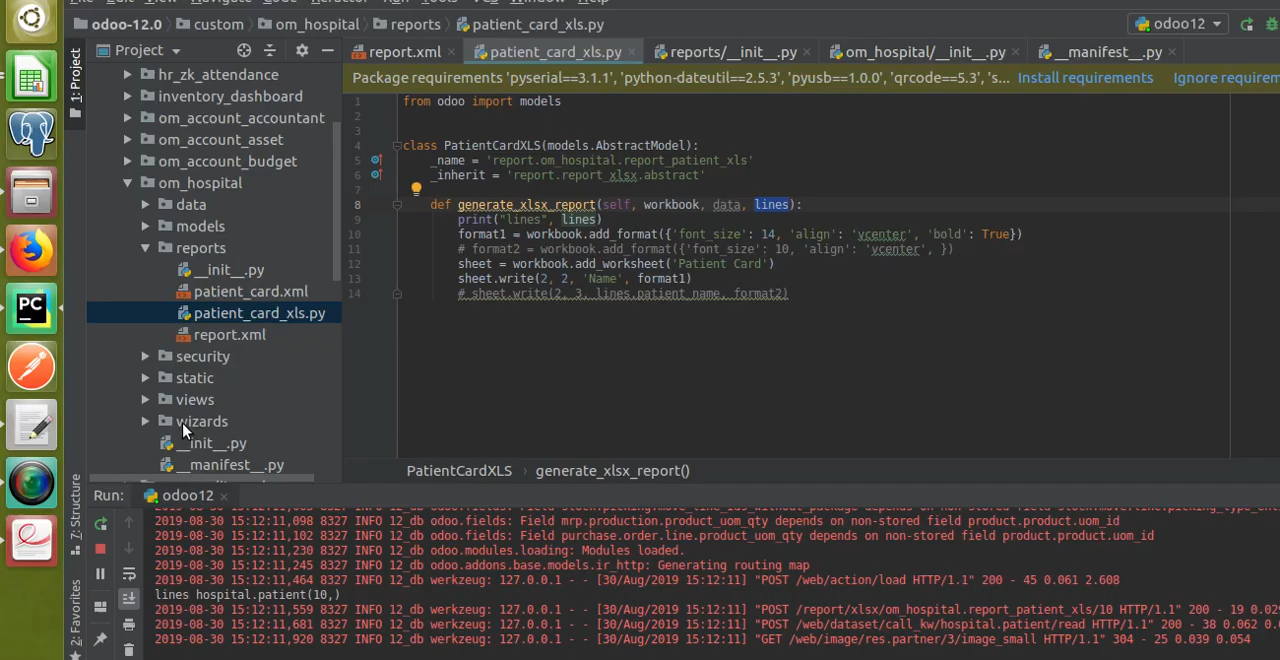 View Navigate Code Refactor Run Tools VCS Window Help
odoo-12.0 custom om_hospital reports patient_card_xls.py odoo12
Project report.xml patient_card_xls.py reports/__init__.py om_hospital/__init__.py __manifest__.py
Package requirements 'pyserial==3.1.1', 'python-dateutil==2.5.3', 'pyusb==1.0.0', 'qrcode==5.3', 's... Install requirements Ignore requirem
1: Project
hr_zk_attendance
inventory_dashboard
om_account_accountant
om_account_asset
om_account_budget
om_hospital
data
models
reports
__init__.py
patient_card.xml
patient_card_xls.py
report.xml
security
static
views
wizards
__init__.py
__manifest__.py
1 from odoo import models
2
3
4 class PatientCardXLS(models.AbstractModel):
5 _name = 'report.om_hospital.report_patient_xls'
6 _inherit = 'report.report_xlsx.abstract'
7
8 def generate_xlsx_report(self, workbook, data, lines):
9 print("lines", lines)
10 format1 = workbook.add_format({'font_size': 14, 'align': 'vcenter', 'bold': True})
11 # format2 = workbook.add_format({'font_size': 10, 'align': 'vcenter', })
12 sheet = workbook.add_worksheet('Patient Card')
13 sheet.write(2, 2, 'Name', format1)
14 # sheet.write(2, 3, lines.patient_name, format2)
PatientCardXLS › generate_xlsx_report()
Run: odoo12
7: Structure
2: Favorites
2019-08-30 15:12:11,098 8327 INFO 12_db odoo.fields: Field mrp.production.product_uom_qty depends on non-stored field product.product.uom_id
2019-08-30 15:12:11,102 8327 INFO 12_db odoo.fields: Field purchase.order.line.product_uom_qty depends on non-stored field product.product.uom_id
2019-08-30 15:12:11,230 8327 INFO 12_db odoo.modules.loading: Modules loaded.
2019-08-30 15:12:11,245 8327 INFO 12_db odoo.addons.base.models.ir_http: Generating routing map
2019-08-30 15:12:11,464 8327 INFO 12_db werkzeug: 127.0.0.1 - - [30/Aug/2019 15:12:11] "POST /web/action/load HTTP/1.1" 200 - 45 0.061 2.608
lines hospital.patient(10,)
2019-08-30 15:12:11,559 8327 INFO 12_db werkzeug: 127.0.0.1 - - [30/Aug/2019 15:12:11] "POST /report/xlsx/om_hospital.report_patient_xls/10 HTTP/1.1" 200 - 19 0.029
2019-08-30 15:12:11,681 8327 INFO 12_db werkzeug: 127.0.0.1 - - [30/Aug/2019 15:12:11] "POST /web/dataset/call_kw/hospital.patient/read HTTP/1.1" 200 - 38 0.062 0.0
2019-08-30 15:12:11,920 8327 INFO 12_db werkzeug: 127.0.0.1 - - [30/Aug/2019 15:12:11] "GET /web/image/res.partner/3/image_small HTTP/1.1" 304 - 25 0.039 0.054